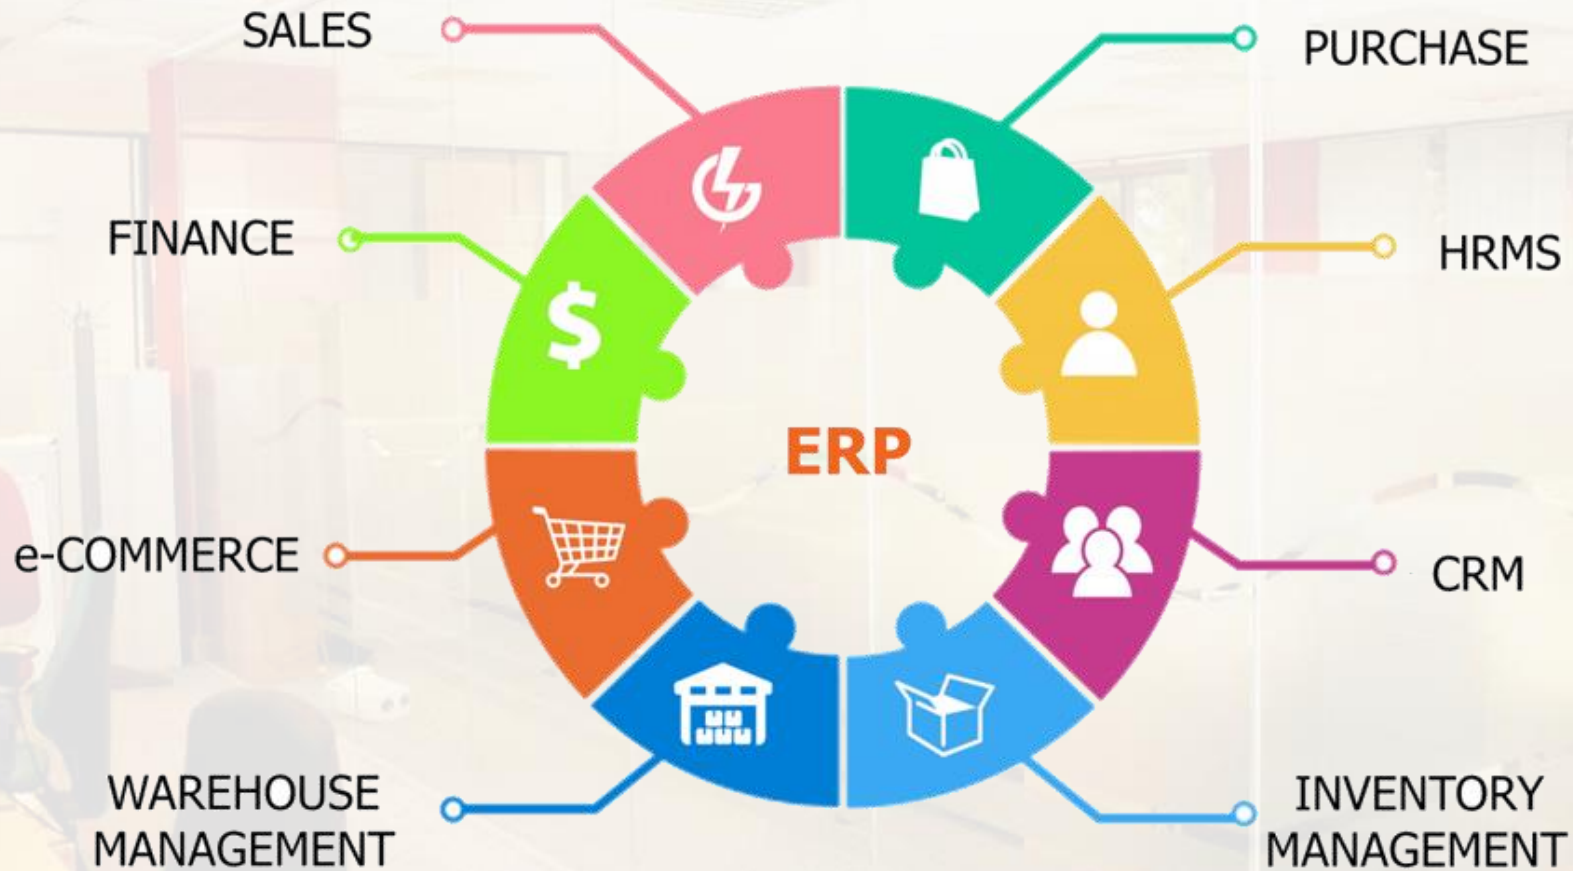 SALES
PURCHASE
FINANCE
HRMS
$
ERP
e-COMMERCE
CRM
WAREHOUSE
MANAGEMENT
INVENTORY
MANAGEMENT